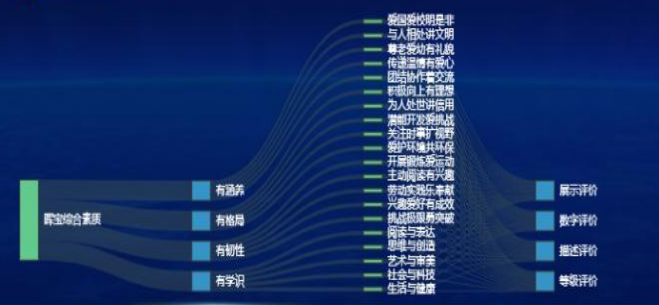 爱国爱校明是非
与人相处讲文明
尊老爱幼有礼貌
传递温情有爱心
团结协作善交流
积极向上有理想
为人处世讲信用
潜能开发爱挑战
关注时事扩视野
爱护环境共环保
开展锻炼爱运动
主动阅读有兴趣
劳动实践乐奉献
兴趣爱好有成效
挑战极限勇突破
阅读与表达
思维与创造
艺术与审美
社会与科技
生活与健康
有涵养
有格局
有韧性
有学识
宝综合素质
展示评价
数字评价
描述评价
等级评价